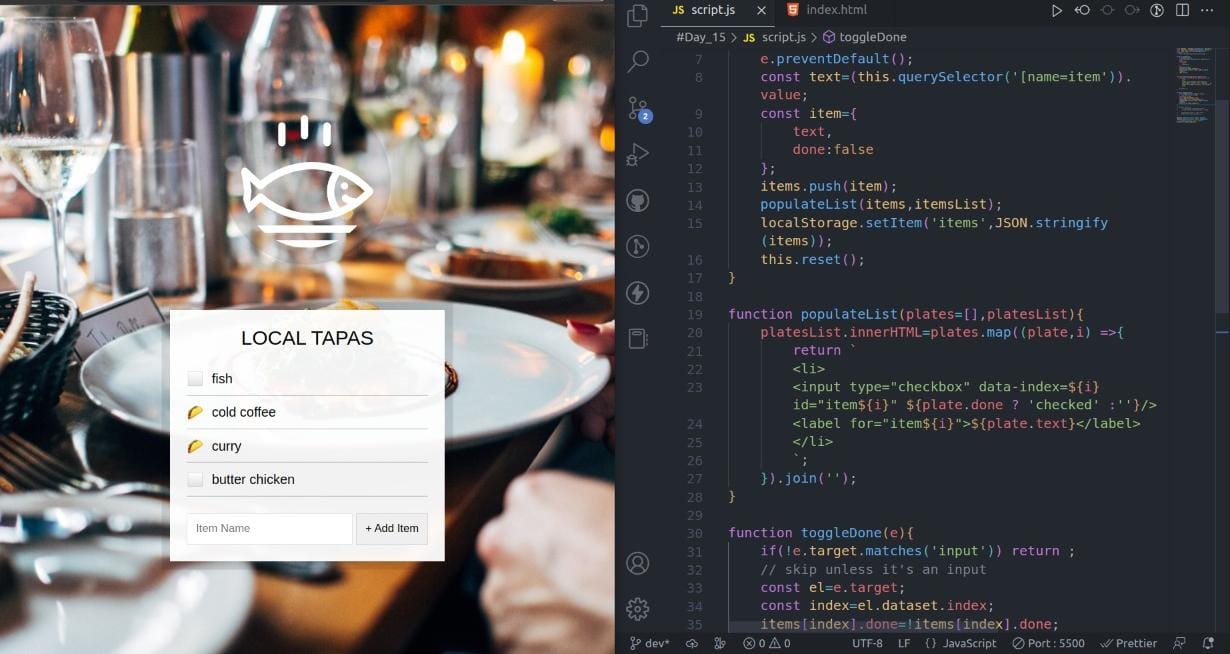 LOCAL TAPAS
fish
cold coffee
curry
butter chicken
Item Name
+ Add Item
JS script.js
index.html
#Day_15 > JS script.js > toggleDone
7 e.preventDefault();
8 const text=(this.querySelector('[name=item')).
value;
9 const item={
10 text,
11 done:false
12 };
13 items.push(item);
14 populateList(items,itemsList);
15 localStorage.setItem('items',JSON.stringify
(items));
16 this.reset();
17 }
18
19 function populateList(plates=[],platesList){
20 platesList.innerHTML=plates.map((plate,i) =>{
21 return `
22 <li>
23 <input type="checkbox" data-index=${i}
id="item${i}" ${plate.done ? 'checked' :''}/>
24 <label for="item${i}">${plate.text}</label>
25 </li>
26 `;
27 }).join('');
28 }
29
30 function toggleDone(e){
31 if(!e.target.matches('input')) return ;
32 // skip unless it's an input
33 const el=e.target;
34 const index=el.dataset.index;
35 items[index].done=!items[index].done;
2
dev* 0 0 UTF-8 LF {} JavaScript Port : 5500 Prettier